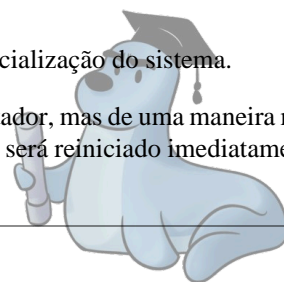 cialização do sistema.
ador, mas de uma maneira
será reiniciado imediatame